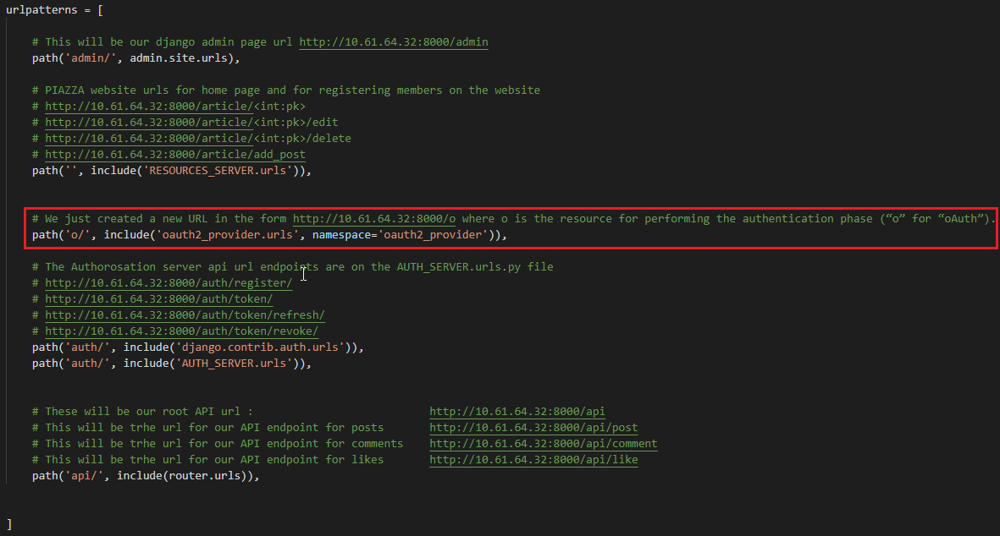 urlpatterns = [
# This will be our django admin page url http://10.61.64.32:8000/admin
path('admin/', admin.site.urls),
# PIAZZA website urls for home page and for registering members on the website
# http://10.61.64.32:8000/article/<int:pk>
# http://10.61.64.32:8000/article/<int:pk>/edit
# http://10.61.64.32:8000/article/<int:pk>/delete
# http://10.61.64.32:8000/article/add_post
path('', include('RESOURCES_SERVER.urls')),
# We just created a new URL in the form http://10.61.64.32:8000/o where o is the resource for performing the authentication phase (“o” for “oAuth”).
path('o/', include('oauth2_provider.urls', namespace='oauth2_provider')),
# The Authorosation server api url endpoints are on the AUTH_SERVER.urls.py file
# http://10.61.64.32:8000/auth/register/
# http://10.61.64.32:8000/auth/token/
# http://10.61.64.32:8000/auth/token/refresh/
# http://10.61.64.32:8000/auth/token/revoke/
path('auth/', include('django.contrib.auth.urls')),
path('auth/', include('AUTH_SERVER.urls')),
# These will be our root API url : http://10.61.64.32:8000/api
# This will be trhe url for our API endpoint for posts http://10.61.64.32:8000/api/post
# This will be trhe url for our API endpoint for comments http://10.61.64.32:8000/api/comment
# This will be trhe url for our API endpoint for likes http://10.61.64.32:8000/api/like
path('api/', include(router.urls)),
]